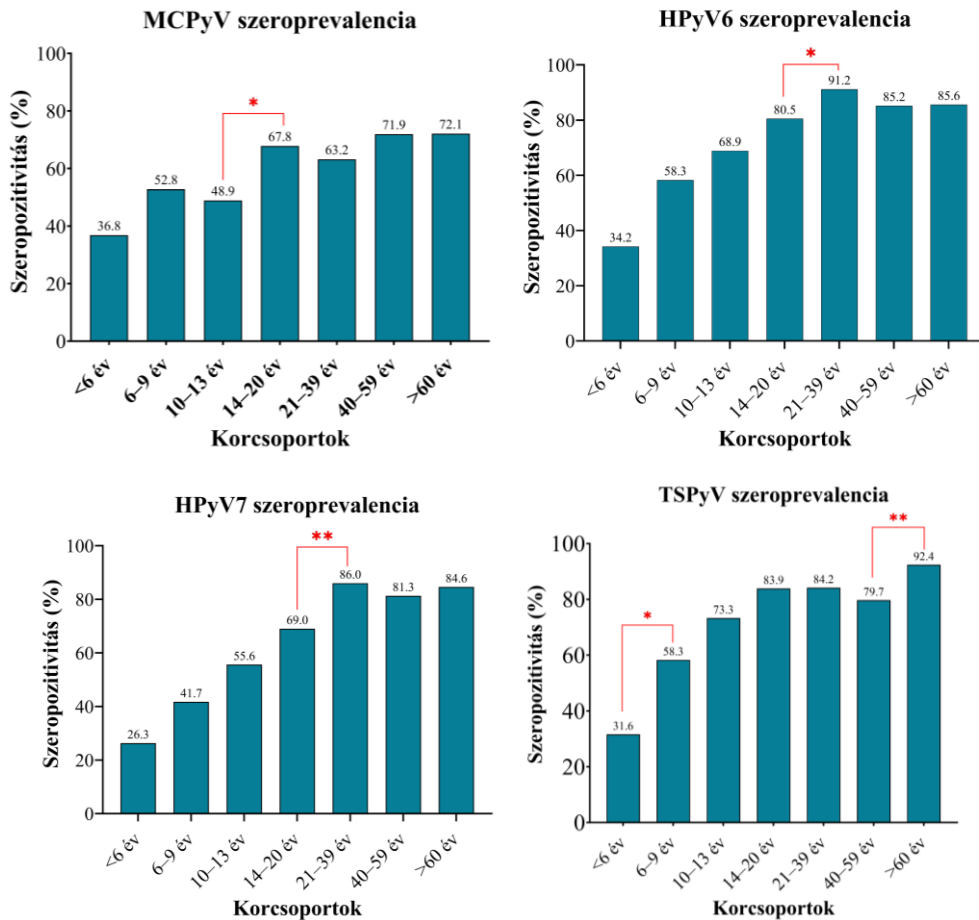 MCPyV szeroprevalencia
Szeropozitivitás (%)
100
80
60
40
20
0
*
36.8
52.8
48.9
67.8
63.2
71.9
72.1
<6 év
6–9 év
10–13 év
14–20 év
21–39 év
40–59 év
>60 év
Korcsoportok
HPyV6 szeroprevalencia
Szeropozitivitás (%)
100
80
60
40
20
0
*
34.2
58.3
68.9
80.5
91.2
85.2
85.6
<6 év
6–9 év
10–13 év
14–20 év
21–39 év
40–59 év
>60 év
Korcsoportok
HPyV7 szeroprevalencia
Szeropozitivitás (%)
100
80
60
40
20
0
**
26.3
41.7
55.6
69.0
86.0
81.3
84.6
<6 év
6–9 év
10–13 év
14–20 év
21–39 év
40–59 év
>60 év
Korcsoportok
TSPyV szeroprevalencia
Szeropozitivitás (%)
100
80
60
40
20
0
*
**
31.6
58.3
73.3
83.9
84.2
79.7
92.4
<6 év
6–9 év
10–13 év
14–20 év
21–39 év
40–59 év
>60 év
Korcsoportok